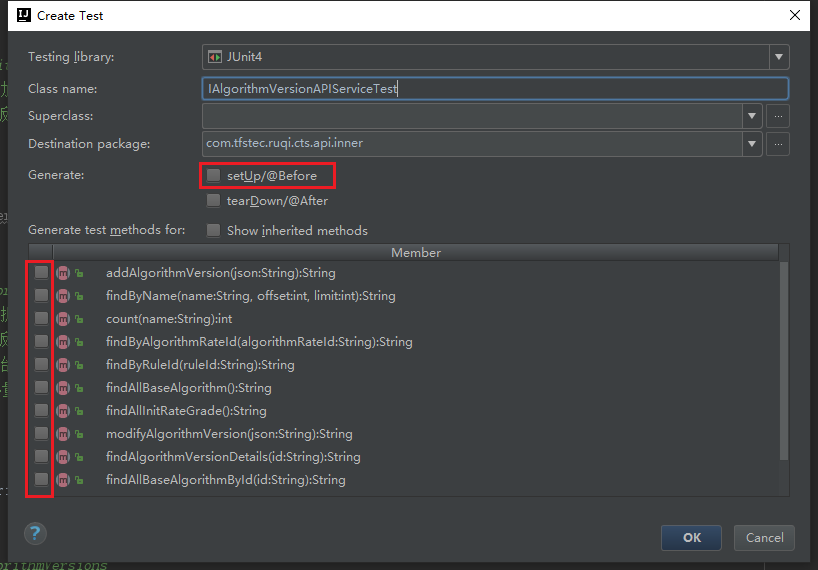 Create Test
Testing library:
JUnit4
Class name:
IAlgorithmVersionAPIServiceTest
Superclass:
...
Destination package:
com.tfstec.ruqi.cts.api.inner
...
Generate:
setUp/@Before
tearDown/@After
Generate test methods for:
Show inherited methods
Member
addAlgorithmVersion(json:String):String
findByName(name:String, offset:int, limit:int):String
count(name:String):int
findByAlgorithmRateId(algorithmRateId:String):String
findByRuleId(ruleId:String):String
findAllBaseAlgorithm():String
findAllInitRateGrade():String
modifyAlgorithmVersion(json:String):String
findAlgorithmVersionDetails(id:String):String
findAllBaseAlgorithmById(id:String):String
?
OK
Cancel